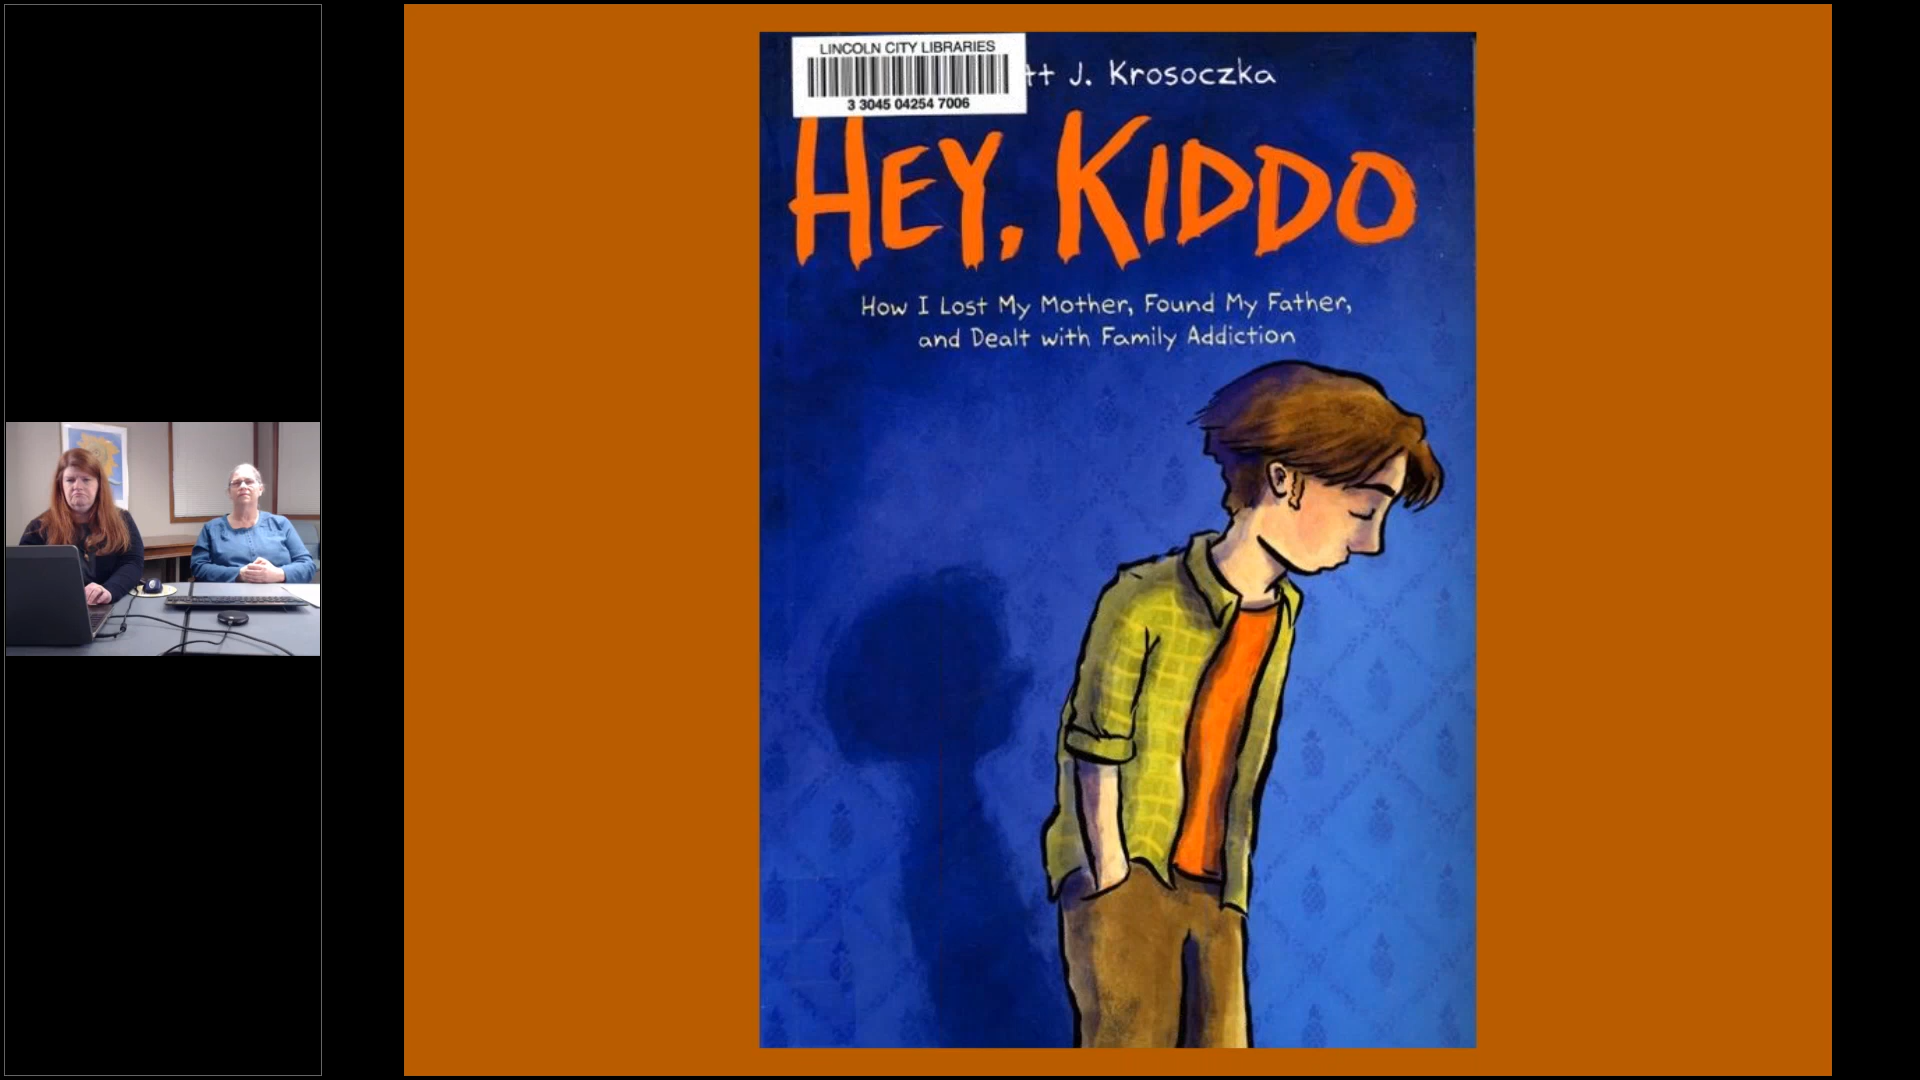 LINCOLN CITY LIBRARIES
3 3045 04254 7006
tt J. Krosoczka
HEY, KIDDO
How I Lost My Mother, Found My Father,
and Dealt with Family Addiction